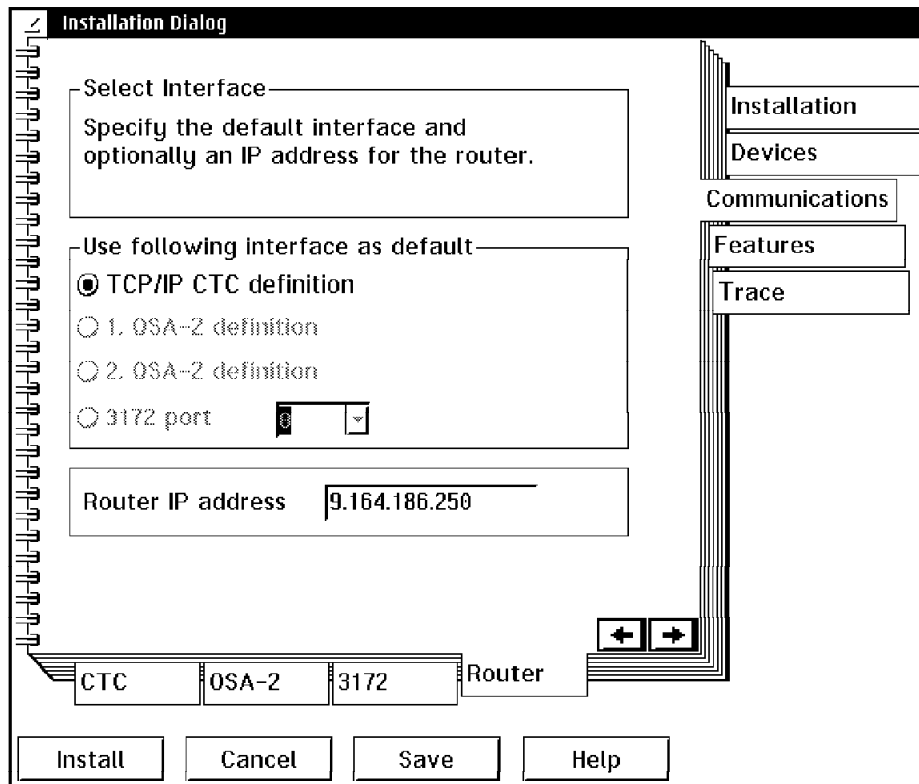 Installation Dialog
Select Interface
Specify the default interface and
optionally an IP address for the router.
Use following interface as default
TCP/IP CTC definition
1. OSA-2 definition
2. OSA-2 definition
3172 port 0
Router IP address 9.164.186.250
Installation
Devices
Communications
Features
Trace
CTC OSA-2 3172 Router
Install Cancel Save Help